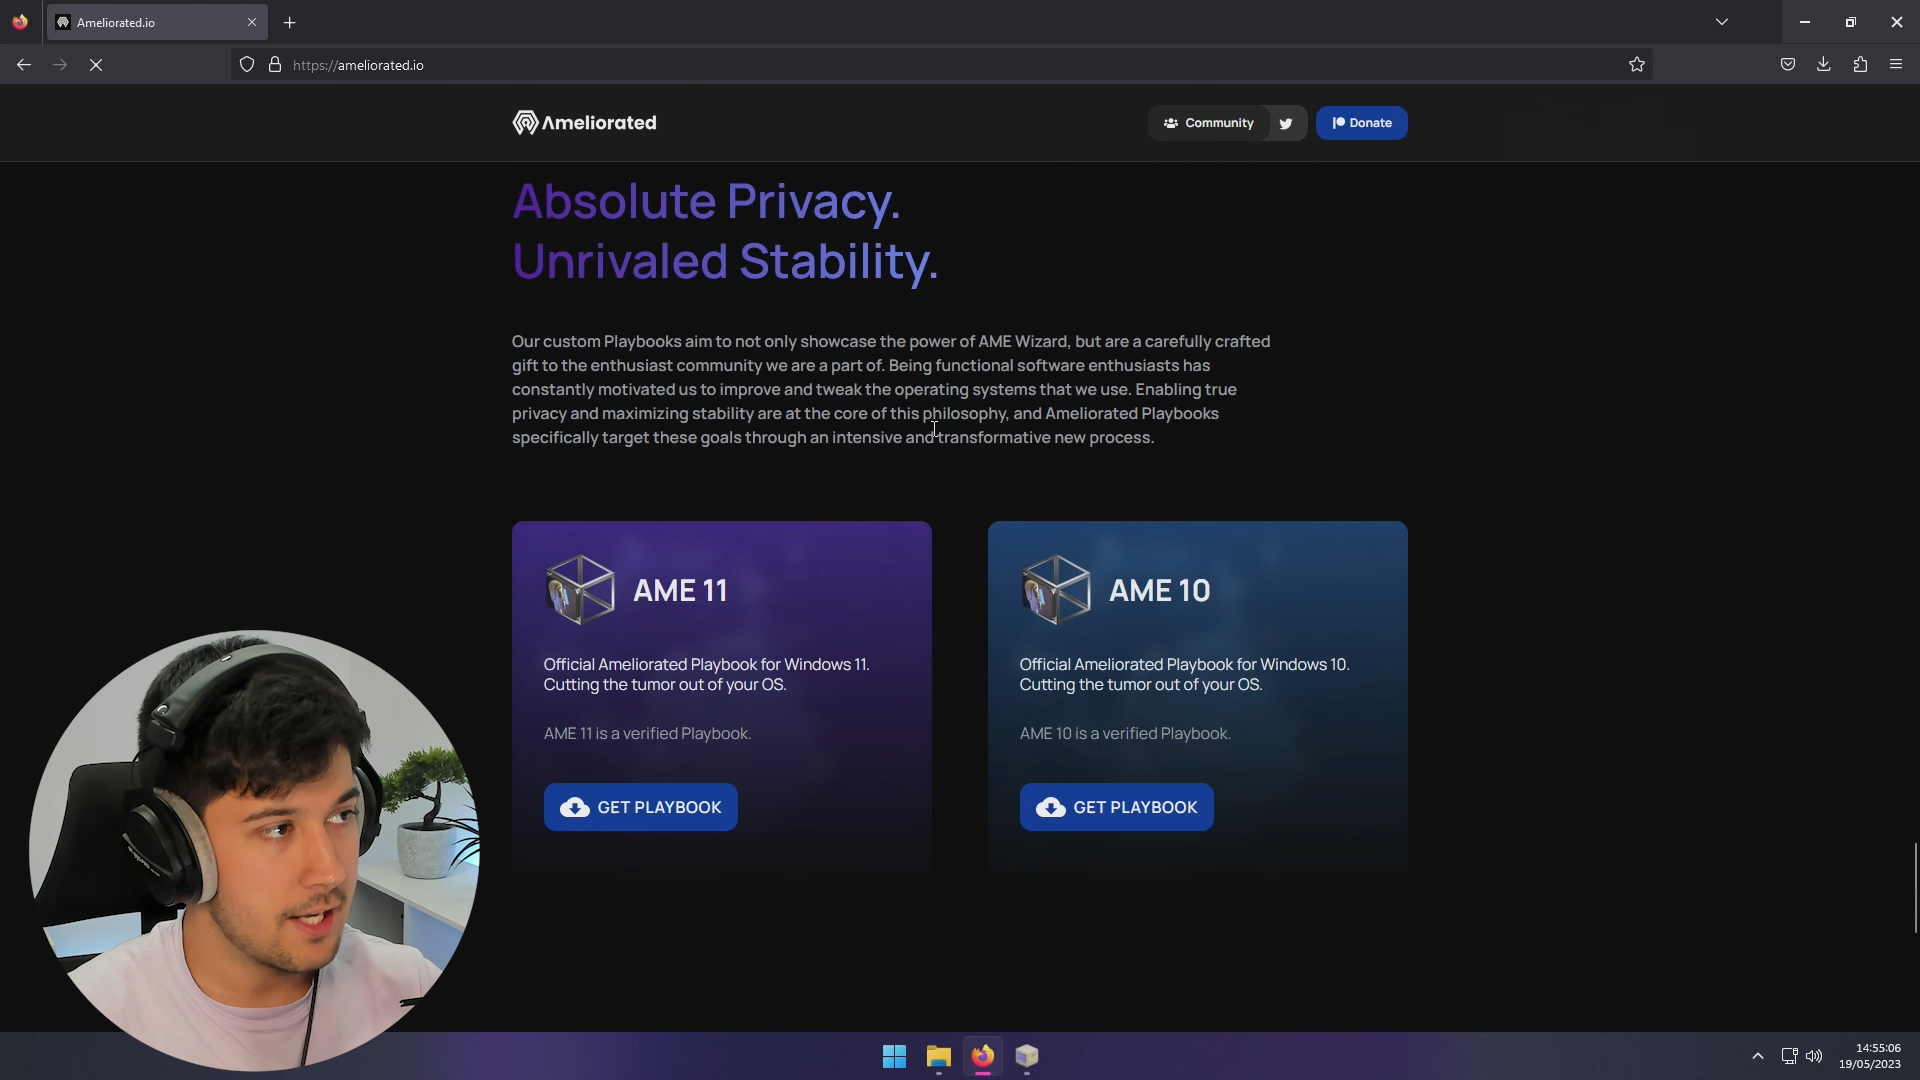 Ameliorated.io
https://ameliorated.io
Ameliorated
Community
Donate
Absolute Privacy.
Unrivaled Stability.
Our custom Playbooks aim to not only showcase the power of AME Wizard, but are a carefully crafted
gift to the enthusiast community we are a part of. Being functional software enthusiasts has
constantly motivated us to improve and tweak the operating systems that we use. Enabling true
privacy and maximizing stability are at the core of this philosophy, and Ameliorated Playbooks
specifically target these goals through an intensive and transformative new process.
AME 11
Official Ameliorated Playbook for Windows 11.
Cutting the tumor out of your OS.
AME 11 is a verified Playbook.
GET PLAYBOOK
AME 10
Official Ameliorated Playbook for Windows 10.
Cutting the tumor out of your OS.
AME 10 is a verified Playbook.
GET PLAYBOOK
14:55:06
19/05/2023